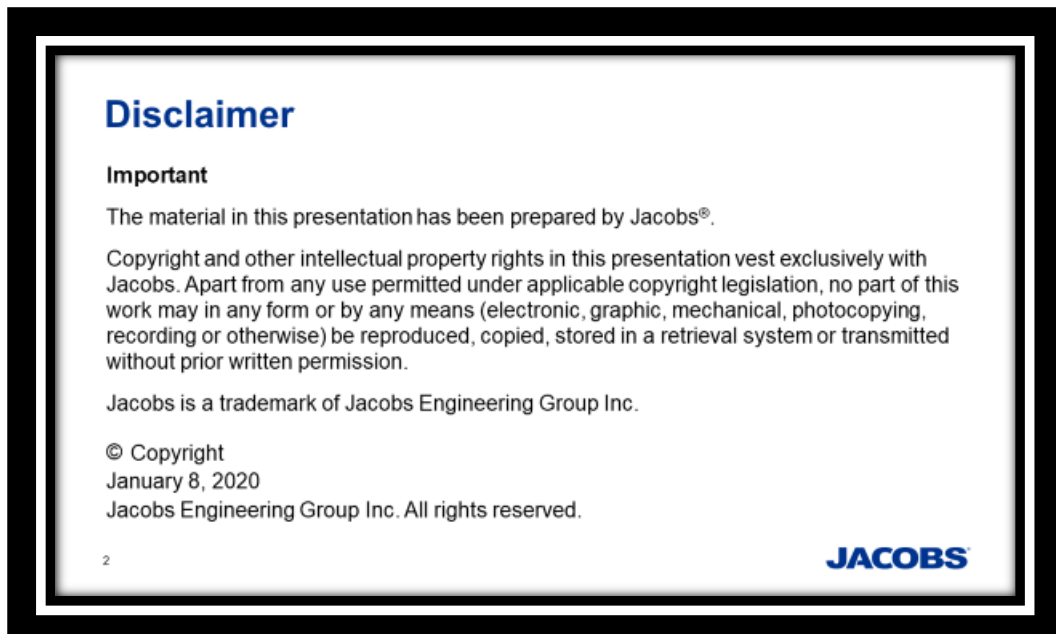 Disclaimer
Important
The material in this presentation has been prepared by Jacobs®.
Copyright and other intellectual property rights in this presentation vest exclusively with
Jacobs. Apart from any use permitted under applicable copyright legislation, no part of this
work may in any form or by any means (electronic, graphic, mechanical, photocopying,
recording or otherwise) be reproduced, copied, stored in a retrieval system or transmitted
without prior written permission.
Jacobs is a trademark of Jacobs Engineering Group Inc.
© Copyright
January 8, 2020
Jacobs Engineering Group Inc. All rights reserved.
2
JACOBS